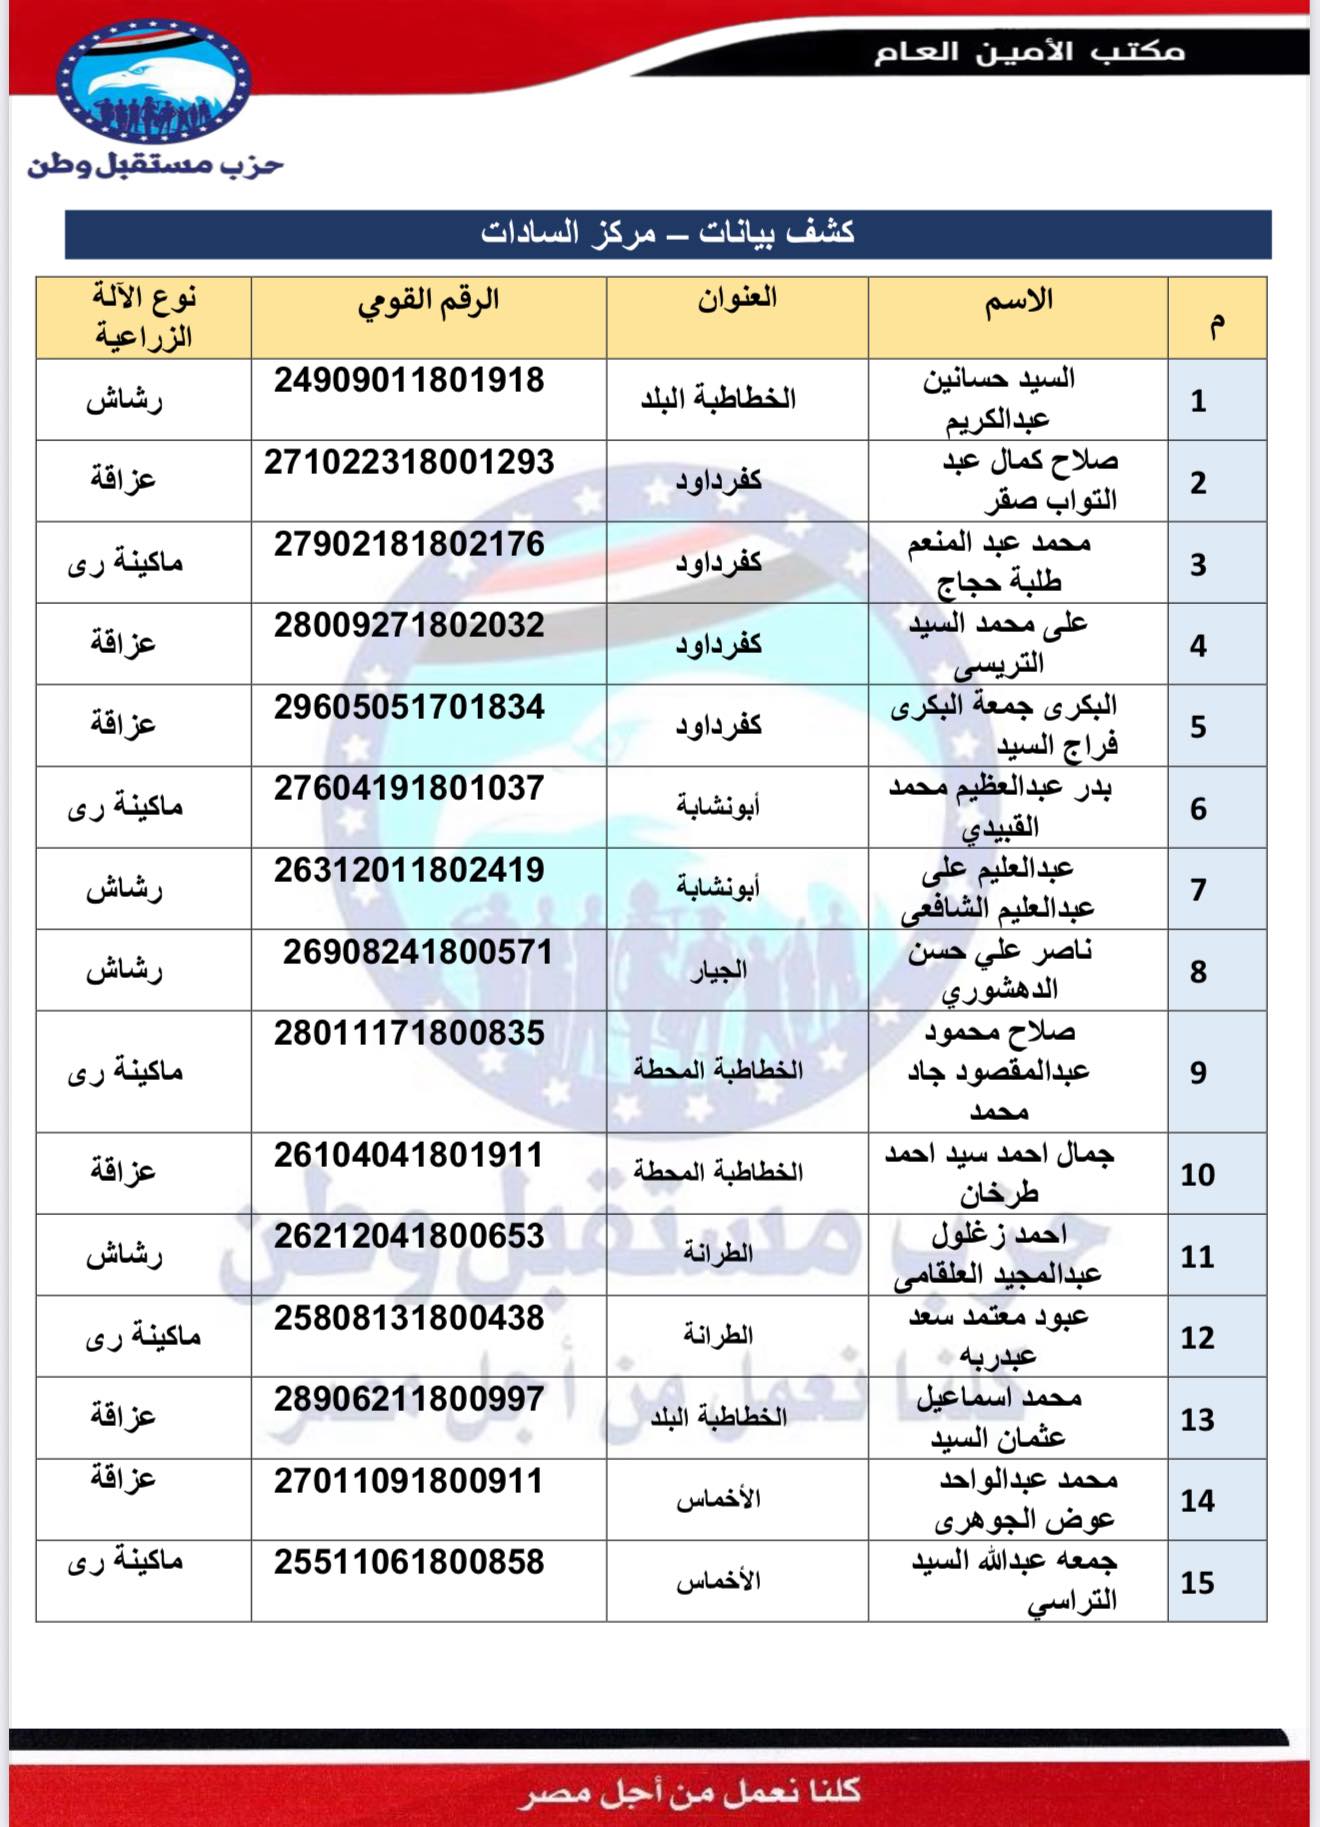 مكتب الأمين العام
حزب مستقبل وطن
كشف بيانات – مركز السادات
م الاسم العنوان الرقم القومي نوع الآلة الزراعية
1 السيد حسانين عبدالكريم الخطاطبة البلد 24909011801918 رشاش
2 صلاح كمال عبد التواب صقر كفرداود 271022318001293 عزاقة
3 محمد عبد المنعم طلبة حجاج كفرداود 27902181802176 ماكينة رى
4 على محمد السيد التريسى كفرداود 28009271802032 عزاقة
5 البكرى جمعة البكرى فراج السيد كفرداود 29605051701834 عزاقة
6 بدر عبدالعظيم محمد القبيدي أبونشابة 27604191801037 ماكينة رى
7 عبدالعليم على عبدالعليم الشافعى أبونشابة 26312011802419 رشاش
8 ناصر علي حسن الدهشوري الجيار 26908241800571 رشاش
9 صلاح محمود عبدالمقصود جاد محمد الخطاطبة المحطة 28011171800835 ماكينة رى
10 جمال احمد سيد احمد طرخان الخطاطبة المحطة 26104041801911 عزاقة
11 احمد زغلول عبدالمجيد العلقامى الطرانة 26212041800653 رشاش
12 عبود معتمد سعد عبدربه الطرانة 25808131800438 ماكينة رى
13 محمد اسماعيل عثمان السيد الخطاطبة البلد 28906211800997 عزاقة
14 محمد عبدالواحد عوض الجوهرى الأخماس 27011091800911 عزاقة
15 جمعه عبدالله السيد التراسي الأخماس 25511061800858 ماكينة رى
حزب مستقبل وطن
كلنا نعمل من أجل مصر
كلنا نعمل من أجل مصر